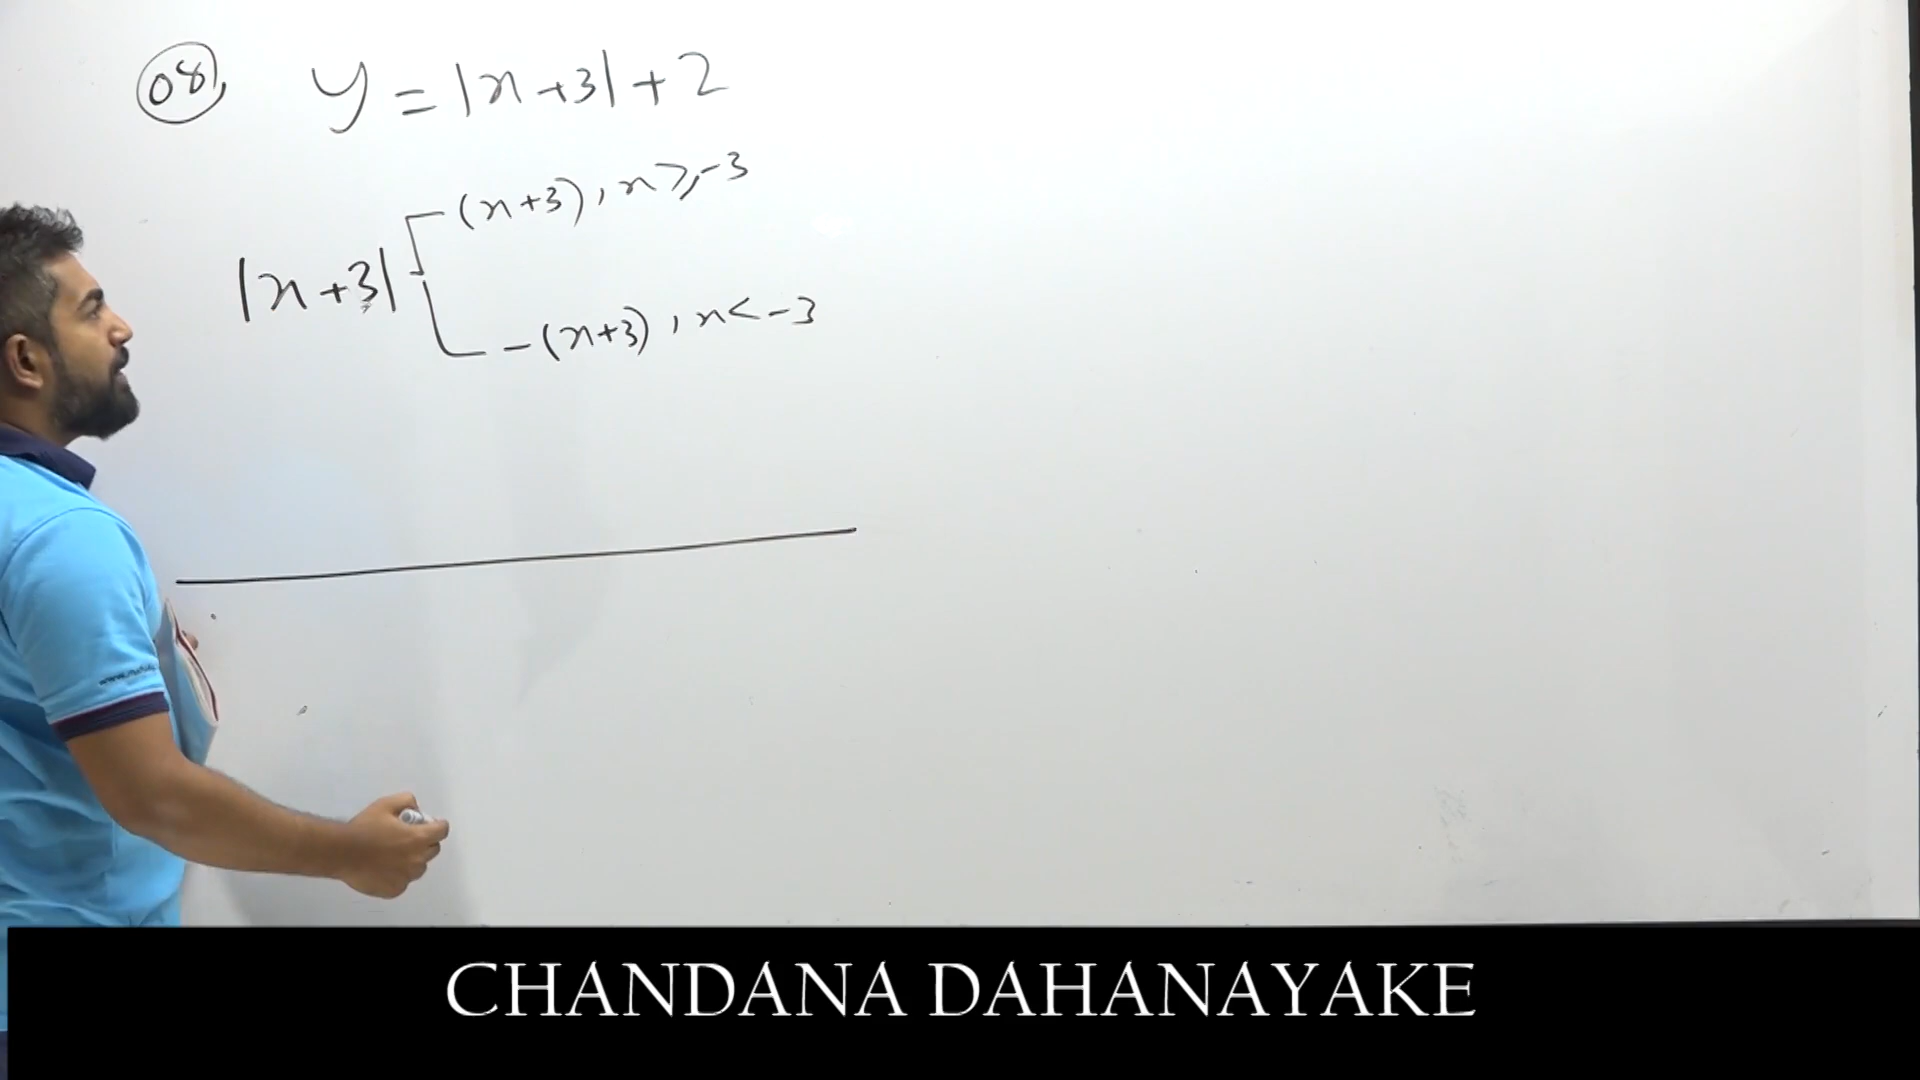 08, y = |x+3| + 2
(x+3), x ≥ -3
|x+3|
-(x+3), x < -3
CHANDANA DAHANAYAKE